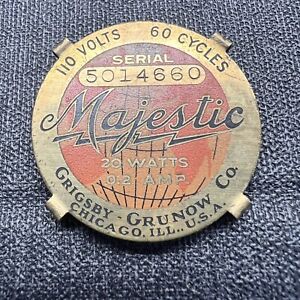 110 VOLTS 60 CYCLES
SERIAL
5014660
Majestic
20 WATTS
0.2 AMP
GRIGSBY - GRUNOW Co.
CHICAGO, ILL., U.S.A.